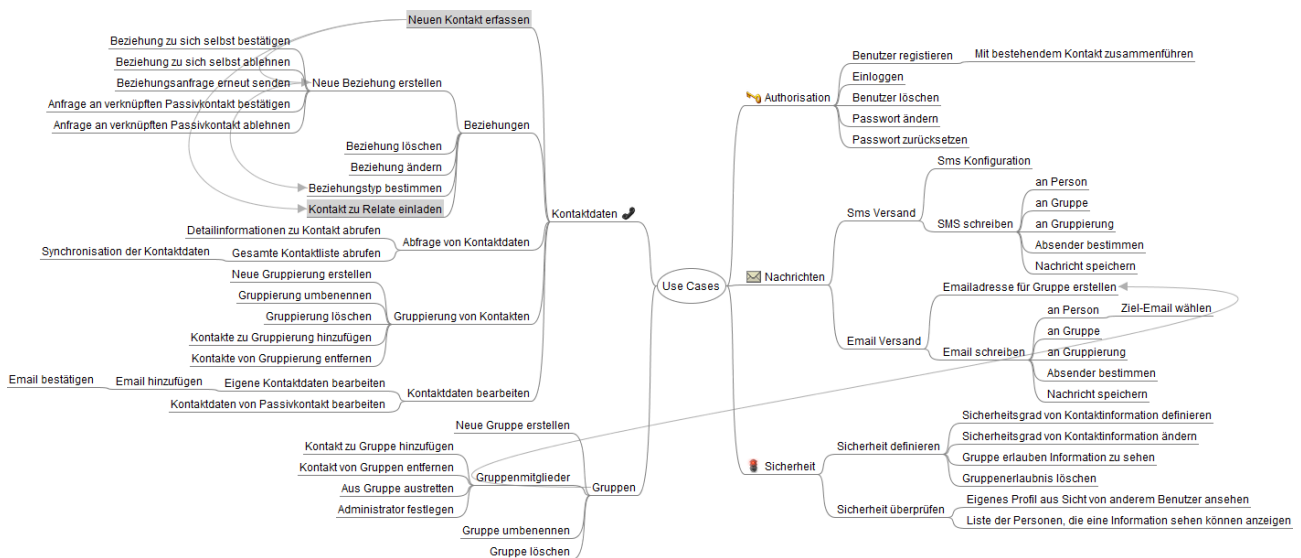 Use Cases
Kontaktdaten
Neuen Kontakt erfassen
Beziehungen
Neue Beziehung erstellen
Beziehung zu sich selbst bestätigen
Beziehung zu sich selbst ablehnen
Beziehungsanfrage erneut senden
Anfrage an verknüpften Passivkontakt bestätigen
Anfrage an verknüpften Passivkontakt ablehnen
Beziehung löschen
Beziehung ändern
Beziehungstyp bestimmen
Kontakt zu Relate einladen
Abfrage von Kontaktdaten
Detailinformationen zu Kontakt abrufen
Gesamte Kontaktliste abrufen
Synchronisation der Kontaktdaten
Gruppierung von Kontakten
Neue Gruppierung erstellen
Gruppierung umbenennen
Gruppierung löschen
Kontakte zu Gruppierung hinzufügen
Kontakte von Gruppierung entfernen
Kontaktdaten bearbeiten
Eigene Kontaktdaten bearbeiten
Email hinzufügen
Email bestätigen
Kontaktdaten von Passivkontakt bearbeiten
Gruppen
Neue Gruppe erstellen
Gruppenmitglieder
Kontakt zu Gruppe hinzufügen
Kontakt von Gruppen entfernen
Aus Gruppe austretten
Administrator festlegen
Gruppe umbenennen
Gruppe löschen
Authorisation
Benutzer registieren
Mit bestehendem Kontakt zusammenführen
Einloggen
Benutzer löschen
Passwort ändern
Passwort zurücksetzen
Nachrichten
Sms Versand
Sms Konfiguration
SMS schreiben
an Person
an Gruppe
an Gruppierung
Absender bestimmen
Nachricht speichern
Email Versand
Emailadresse für Gruppe erstellen
Email schreiben
an Person
Ziel-Email wählen
an Gruppe
an Gruppierung
Absender bestimmen
Nachricht speichern
Sicherheit
Sicherheit definieren
Sicherheitsgrad von Kontaktinformation definieren
Sicherheitsgrad von Kontaktinformation ändern
Gruppe erlauben Information zu sehen
Gruppenerlaubnis löschen
Sicherheit überprüfen
Eigenes Profil aus Sicht von anderem Benutzer ansehen
Liste der Personen, die eine Information sehen können anzeigen